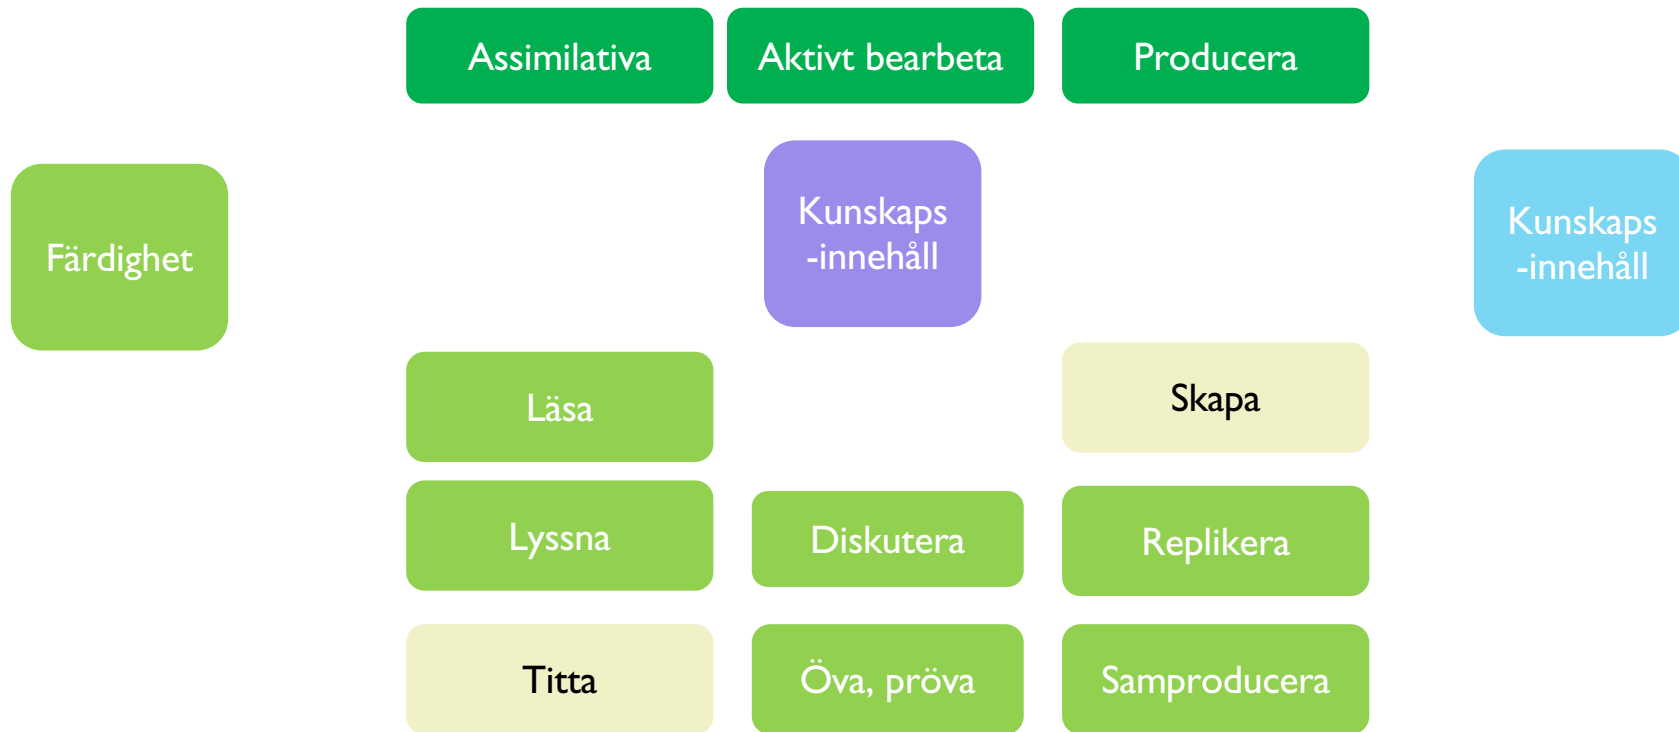 Assimilativa
Aktivt bearbeta
Producera
Färdighet
Kunskaps
-innehåll
Kunskaps
-innehåll
Läsa
Skapa
Lyssna
Diskutera
Replikera
Titta
Öva, pröva
Samproducera